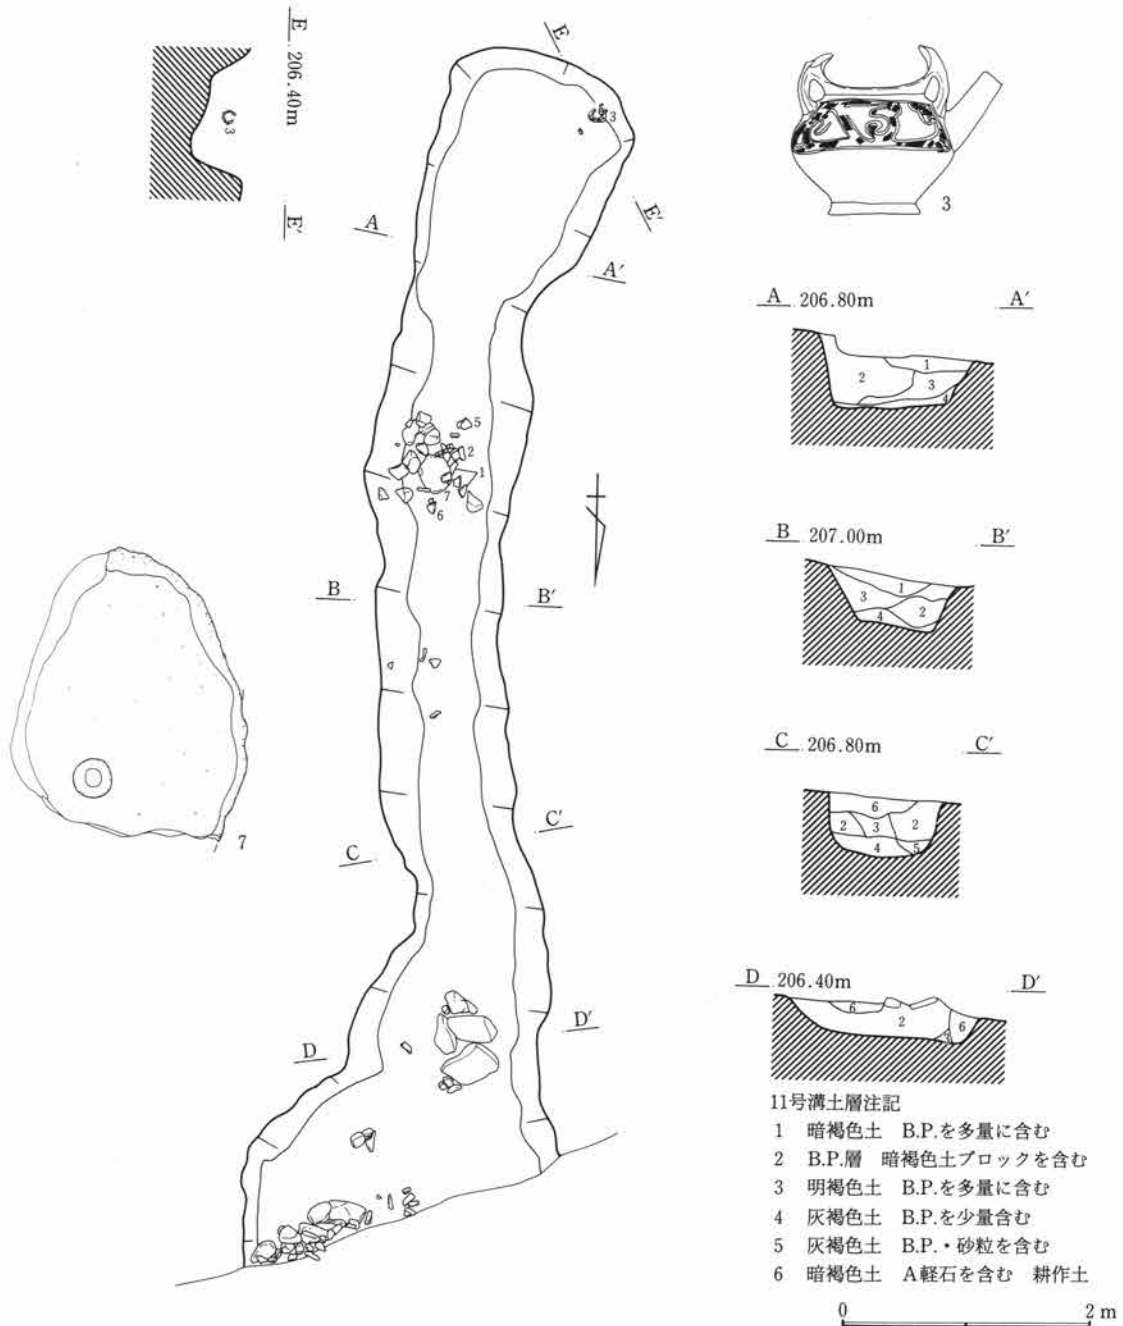 E 206.40m E'
3
E
3
E'
A
A'
5
2
1
7
6
B
B'
C
C'
D
D'
7
3
A 206.80m A'
1
2
3
4
B 207.00m B'
1
3
2
4
C 206.80m C'
6
2 3 2
4 5
D 206.40m D'
6
2
6
5
11号溝土層注記
1 暗褐色土 B.P.を多量に含む
2 B.P.層 暗褐色土ブロックを含む
3 明褐色土 B.P.を多量に含む
4 灰褐色土 B.P.を少量含む
5 灰褐色土 B.P.・砂粒を含む
6 暗褐色土 A軽石を含む 耕作土
0 2 m